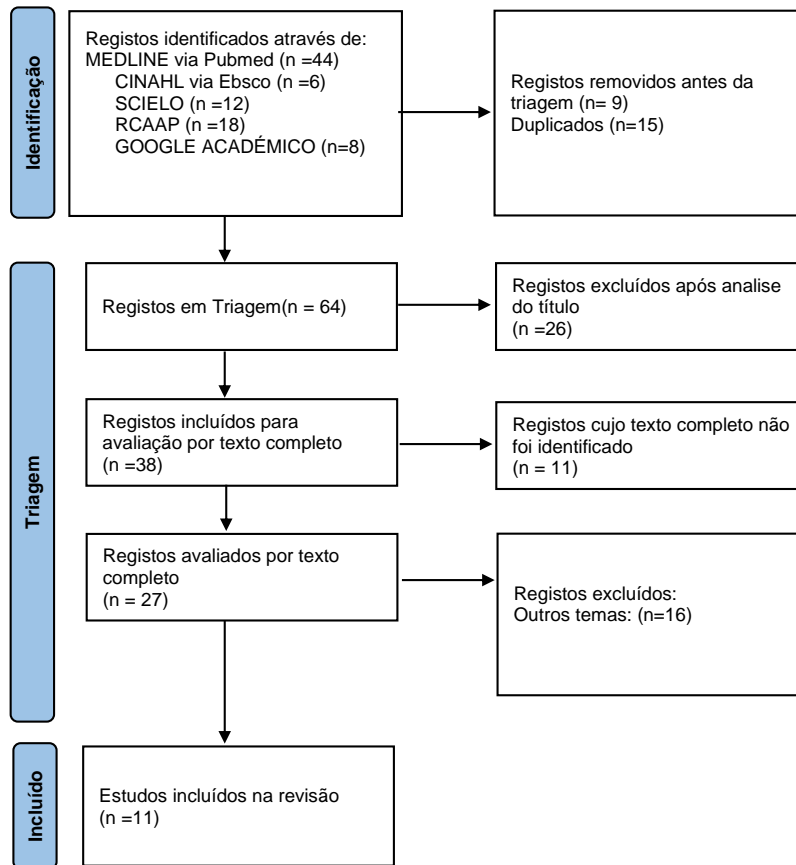 Identificação
Registos identificados através de:
MEDLINE via Pubmed (n =44)
CINAHL via Ebsco (n =6)
SCIELO (n =12)
RCAAP (n =18)
GOOGLE ACADÉMICO (n=8)
Registos removidos antes da
triagem (n= 9)
Duplicados (n=15)
Triagem
Registos em Triagem(n = 64)
Registos excluídos após analise
do título
(n =26)
Registos incluídos para
avaliação por texto completo
(n =38)
Registos cujo texto completo não
foi identificado
(n = 11)
Registos avaliados por texto
completo
(n = 27)
Registos excluídos:
Outros temas: (n=16)
Incluído
Estudos incluídos na revisão
(n =11)